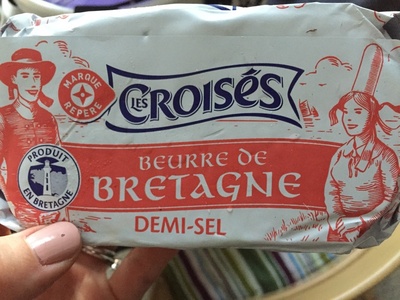 MARQUE
REPÈRE
LES CROISÉS
PRODUIT
EN BRETAGNE
BEURRE DE
BRETAGNE
DEMI-SEL